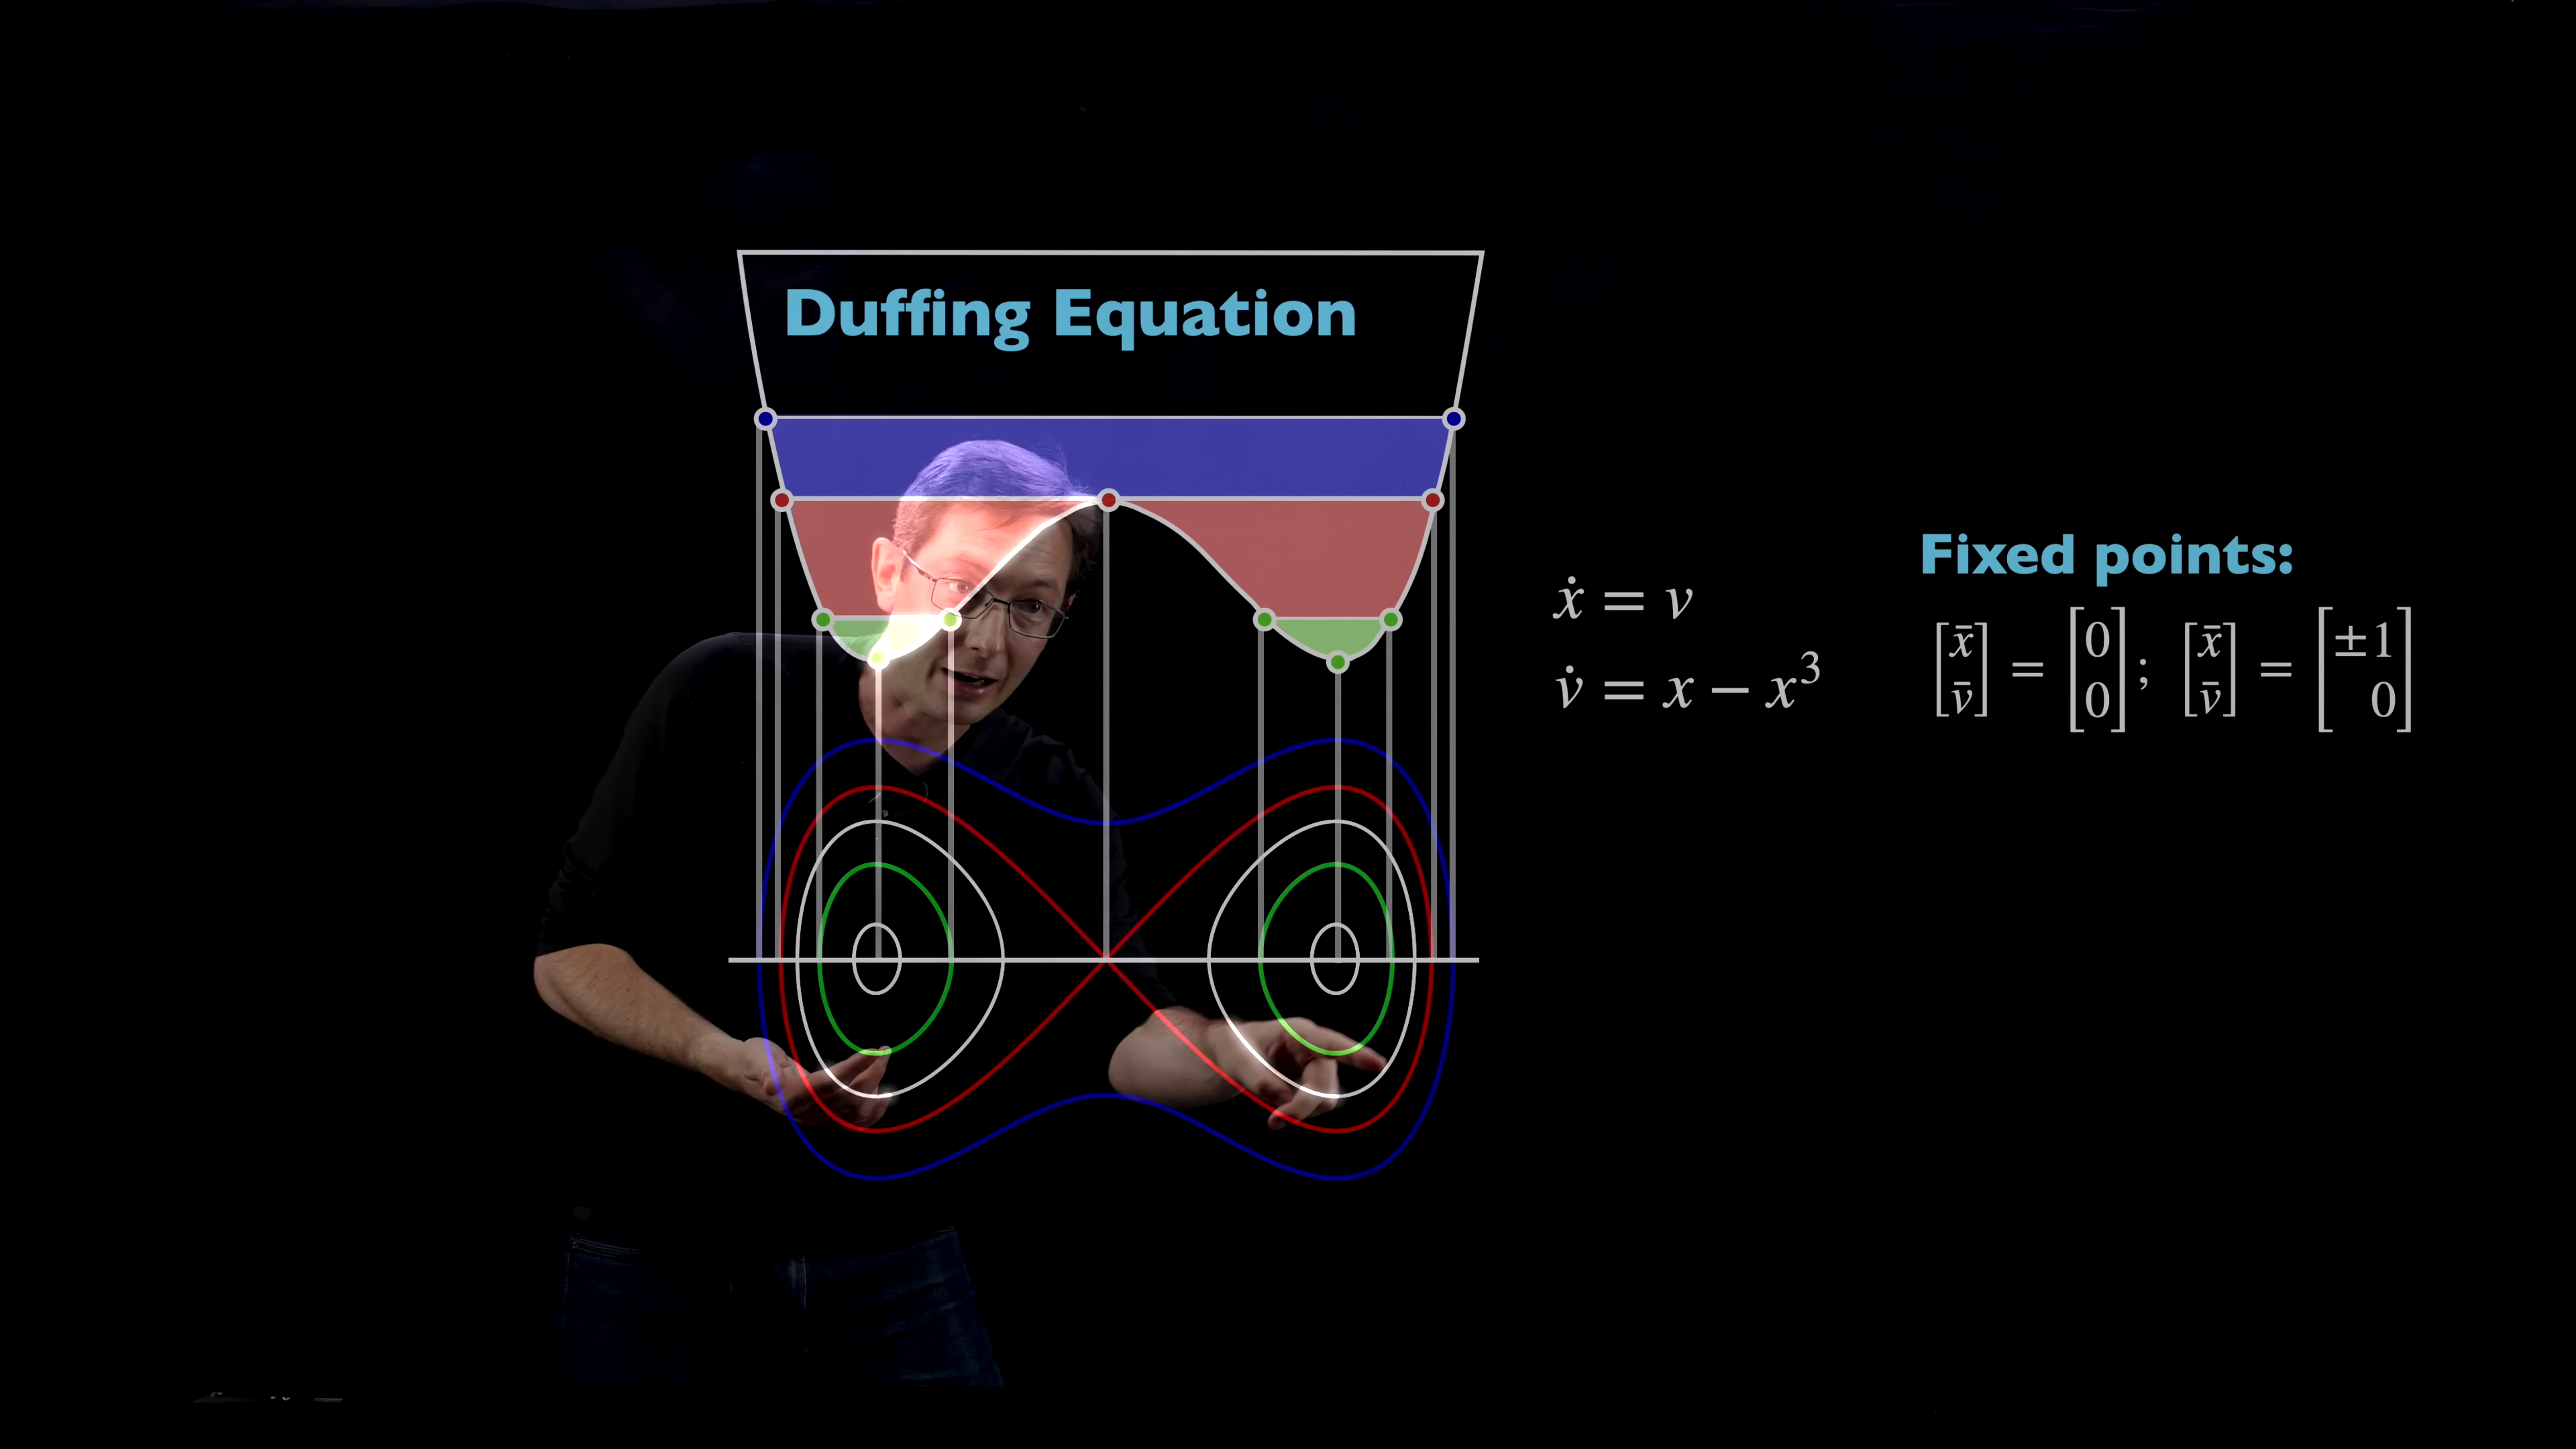 Duffing Equation
ẋ = v
v̇ = x − x³
Fixed points:
[x̄ v̄] = [0 0]; [x̄ v̄] = [±1 0]